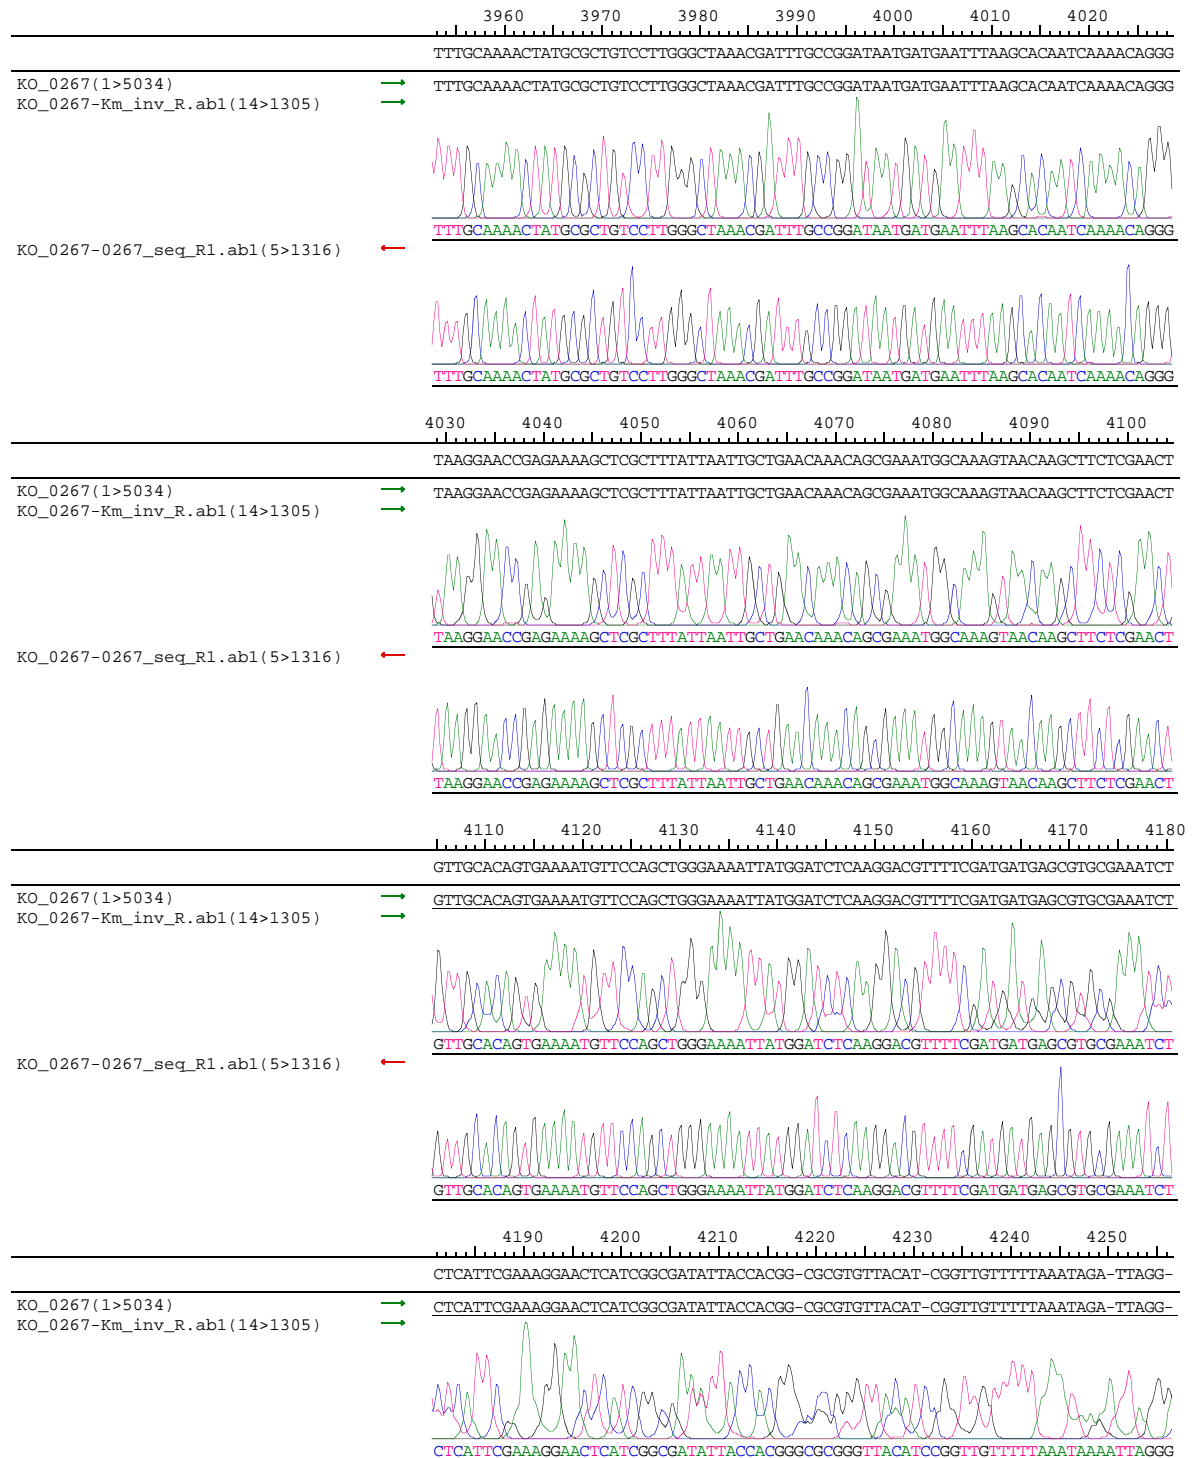 3960 3970 3980 3990 4000 4010 4020
TTTGCAAAACTATGCGCTGTCCTTGGGCTAAACGATTTGCCGGATAATGATGAATTTAAGCACAATCAAAACAGGG
KO_0267(1>5034) → TTTGCAAAACTATGCGCTGTCCTTGGGCTAAACGATTTGCCGGATAATGATGAATTTAAGCACAATCAAAACAGGG
KO_0267-Km_inv_R.ab1(14>1305) →
TTTGCAAAACTATGCGCTGTCCTTGGGCTAAACGATTTGCCGGATAATGATGAATTTAAGCACAATCAAAACAGGG
KO_0267-0267_seq_R1.ab1(5>1316) ←
TTTGCAAAACTATGCGCTGTCCTTGGGCTAAACGATTTGCCGGATAATGATGAATTTAAGCACAATCAAAACAGGG
4030 4040 4050 4060 4070 4080 4090 4100
TAAGGAACCGAGAAAAGCTCGCTTTATTAATTGCTGAACAAACAGCGAAATGGCAAAGTAACAAGCTTCTCGAACT
KO_0267(1>5034) → TAAGGAACCGAGAAAAGCTCGCTTTATTAATTGCTGAACAAACAGCGAAATGGCAAAGTAACAAGCTTCTCGAACT
KO_0267-Km_inv_R.ab1(14>1305) →
TAAGGAACCGAGAAAAGCTCGCTTTATTAATTGCTGAACAAACAGCGAAATGGCAAAGTAACAAGCTTCTCGAACT
KO_0267-0267_seq_R1.ab1(5>1316) ←
TAAGGAACCGAGAAAAGCTCGCTTTATTAATTGCTGAACAAACAGCGAAATGGCAAAGTAACAAGCTTCTCGAACT
4110 4120 4130 4140 4150 4160 4170 4180
GTTGCACAGTGAAAATGTTCCAGCTGGGAAAATTATGGATCTCAAGGACGTTTTCGATGATGAGCGTGCGAAATCT
KO_0267(1>5034) → GTTGCACAGTGAAAATGTTCCAGCTGGGAAAATTATGGATCTCAAGGACGTTTTCGATGATGAGCGTGCGAAATCT
KO_0267-Km_inv_R.ab1(14>1305) →
GTTGCACAGTGAAAATGTTCCAGCTGGGAAAATTATGGATCTCAAGGACGTTTTCGATGATGAGCGTGCGAAATCT
KO_0267-0267_seq_R1.ab1(5>1316) ←
GTTGCACAGTGAAAATGTTCCAGCTGGGAAAATTATGGATCTCAAGGACGTTTTCGATGATGAGCGTGCGAAATCT
4190 4200 4210 4220 4230 4240 4250
CTCATTCGAAAGGAACTCATCGGCGATATTACCACGG-CGCGTGTTACAT-CGGTTGTTTTTAAATAGA-TTAGG-
KO_0267(1>5034) → CTCATTCGAAAGGAACTCATCGGCGATATTACCACGG-CGCGTGTTACAT-CGGTTGTTTTTAAATAGA-TTAGG-
KO_0267-Km_inv_R.ab1(14>1305) →
CTCATTCGAAAGGAACTCATCGGCGATATTACCACGGGCGCGGGTTACATCCGGTTGTTTTTAAATAAAATTAGGG